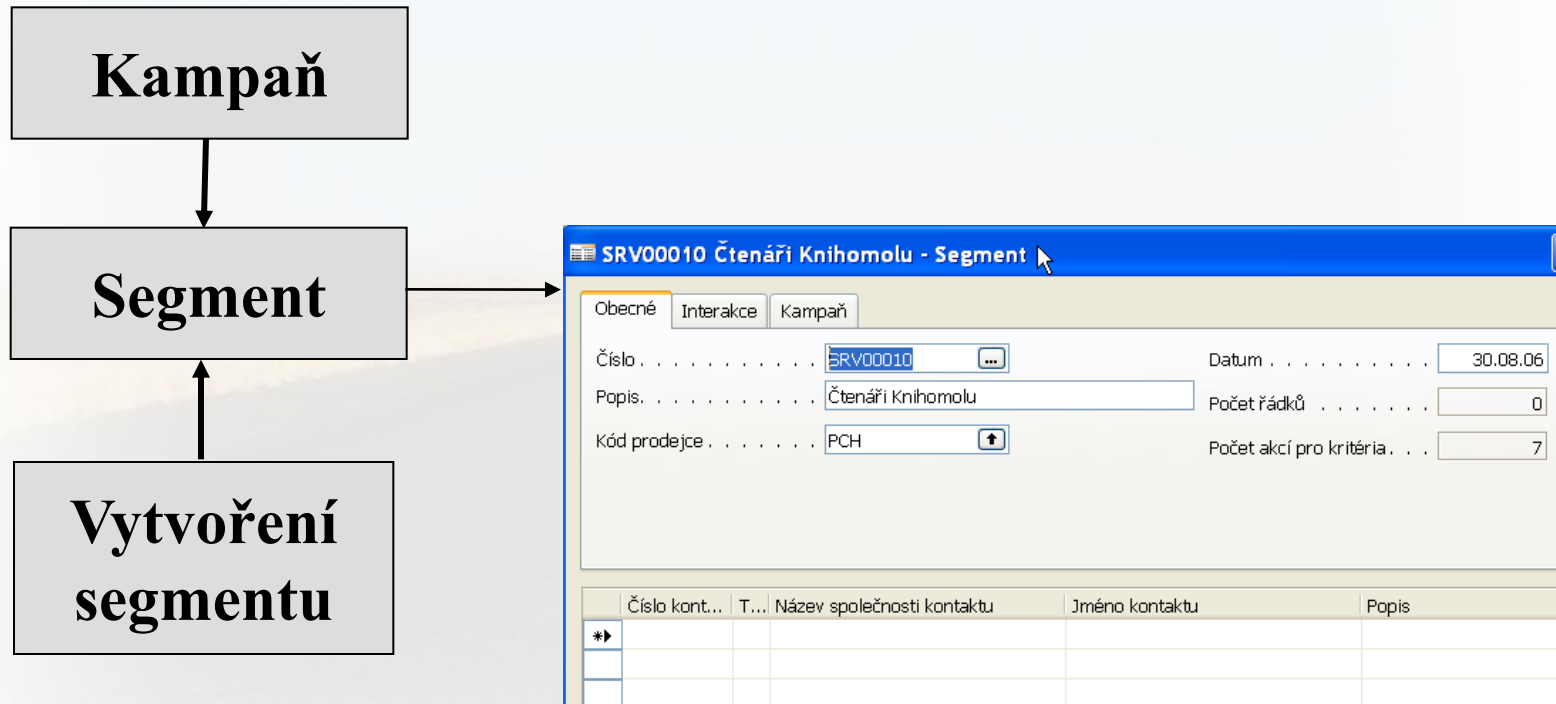 Kampaň
Segment
Vytvoření
segmentu
SRV00010 Čtenáři Knihomolu - Segment
Obecné Interakce Kampaň
Číslo . . . . . . . . . . . SRV00010 ... Datum . . . . . . . . . . 30.08.06
Popis. . . . . . . . . . . . Čtenáři Knihomolu Počet řádků . . . . . . . 0
Kód prodejce . . . . . . . PCH Počet akcí pro kritéria. . . 7
Číslo kont... T... Název společnosti kontaktu Jméno kontaktu Popis